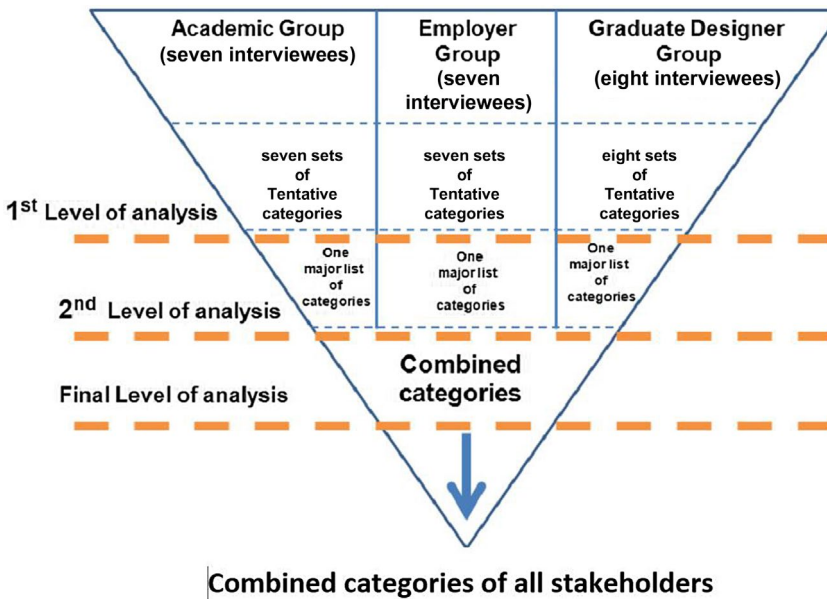 Academic Group
(seven interviewees)
Employer
Group
(seven
interviewees)
Graduate Designer
Group
(eight interviewees)
seven sets
of
Tentative
categories
seven sets
of
Tentative
categories
eight sets
of
Tentative
categories
1st Level of analysis
One
major list
of
categories
One
major list
of
categories
One
major list
of
categories
2nd Level of analysis
Combined
categories
Final Level of analysis
Combined categories of all stakeholders